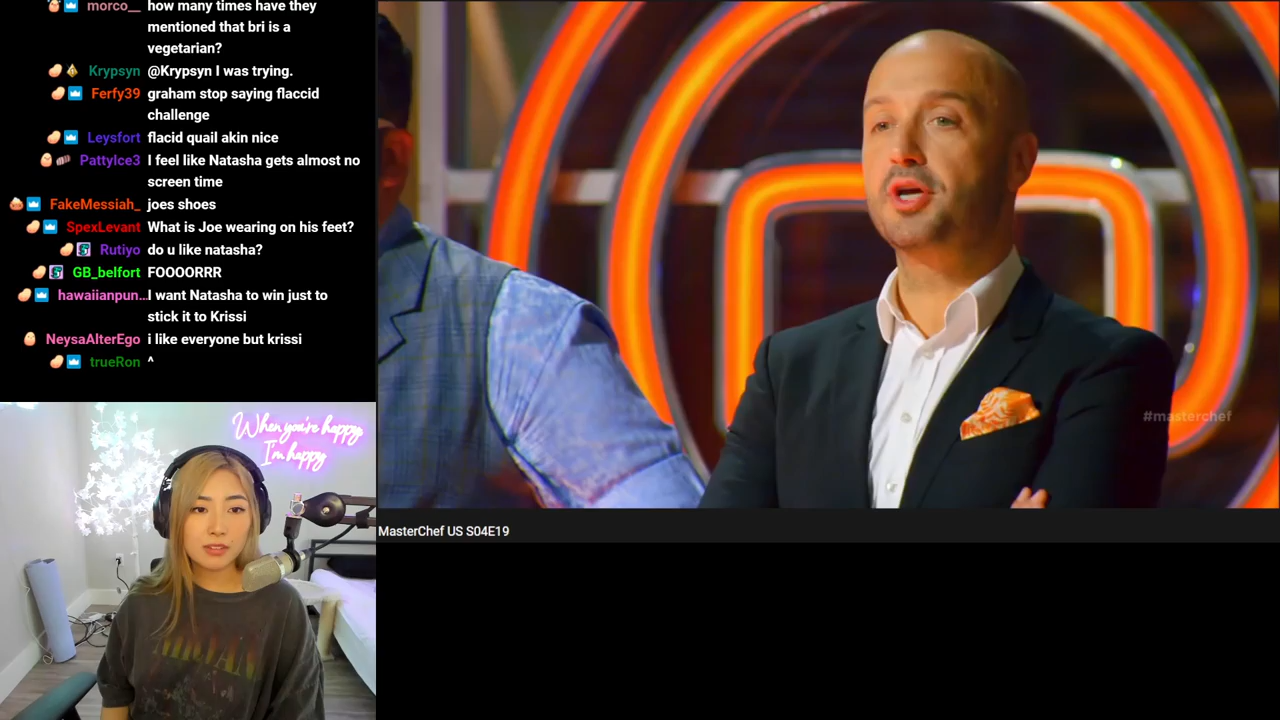 morco__ how many times have they
mentioned that bri is a
vegetarian?
Krypsyn @Krypsyn I was trying.
Ferfy39 graham stop saying flaccid
challenge
Leysfort flacid quail akin nice
PattyIce3 I feel like Natasha gets almost no
screen time
FakeMessiah_ joes shoes
SpexLevant What is Joe wearing on his feet?
Rutiyo do u like natasha?
GB_belfort FOOOORRR
hawaiianpun… I want Natasha to win just to
stick it to Krissi
NeysaAlterEgo i like everyone but krissi
trueRon ^
When you're happy
I'm happy
#masterchef
MasterChef US S04E19